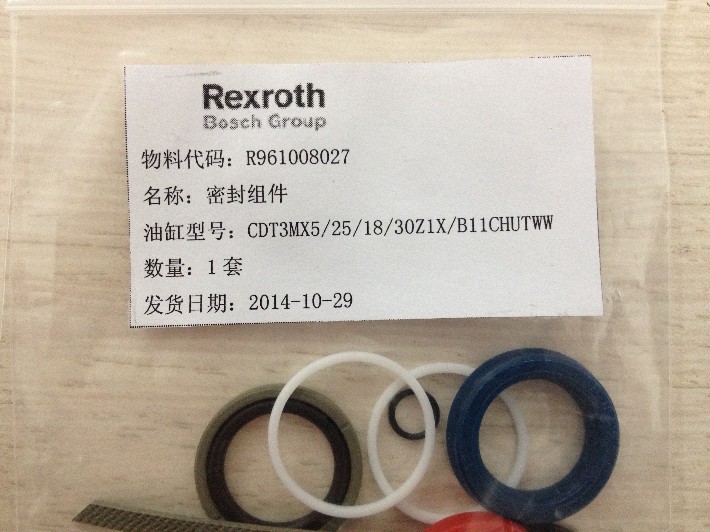 Rexroth
Bosch Group
物料代码：R961008027
名称：密封组件
油缸型号：CDT3MX5/25/18/30Z1X/B11CHUTWW
数量：1套
发货日期：2014-10-29